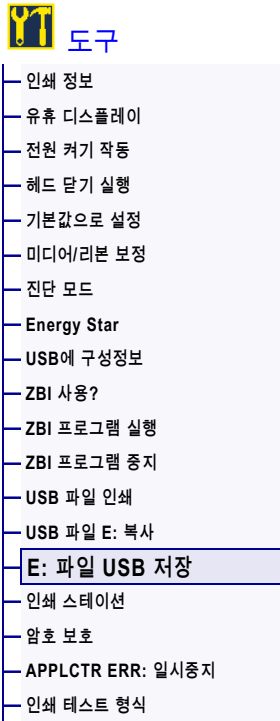 도구
인쇄 정보
유휴 디스플레이
전원 켜기 작동
헤드 닫기 실행
기본값으로 설정
미디어/리본 보정
진단 모드
Energy Star
USB에 구성정보
ZBI 사용?
ZBI 프로그램 실행
ZBI 프로그램 중지
USB 파일 인쇄
USB 파일 E: 복사
E: 파일 USB 저장
인쇄 스테이션
암호 보호
APPLCTR ERR: 일시중지
인쇄 테스트 형식